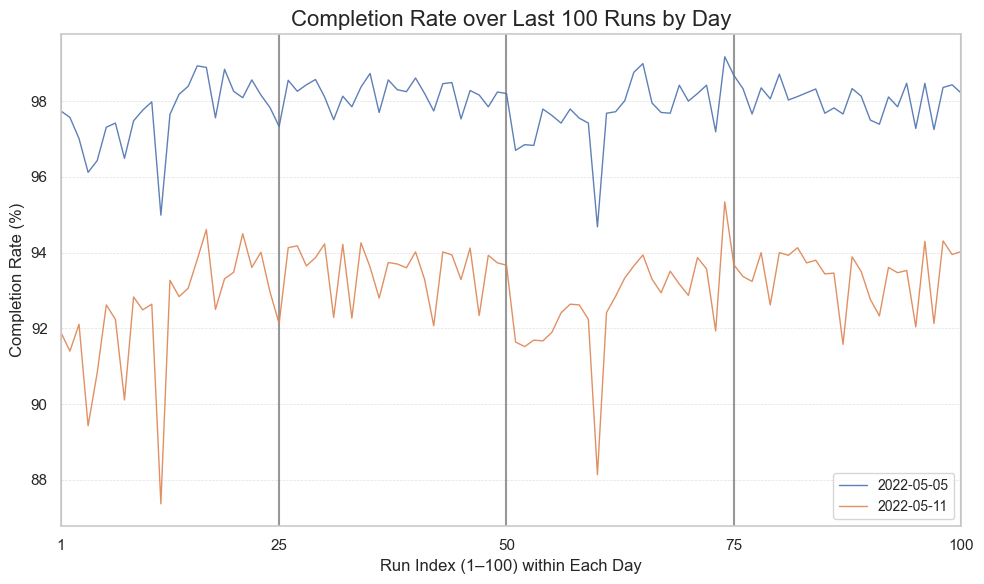 Completion Rate over Last 100 Runs by Day
Completion Rate (%)
98
96
94
92
90
88
1 25 50 75 100
Run Index (1–100) within Each Day
2022-05-05
2022-05-11